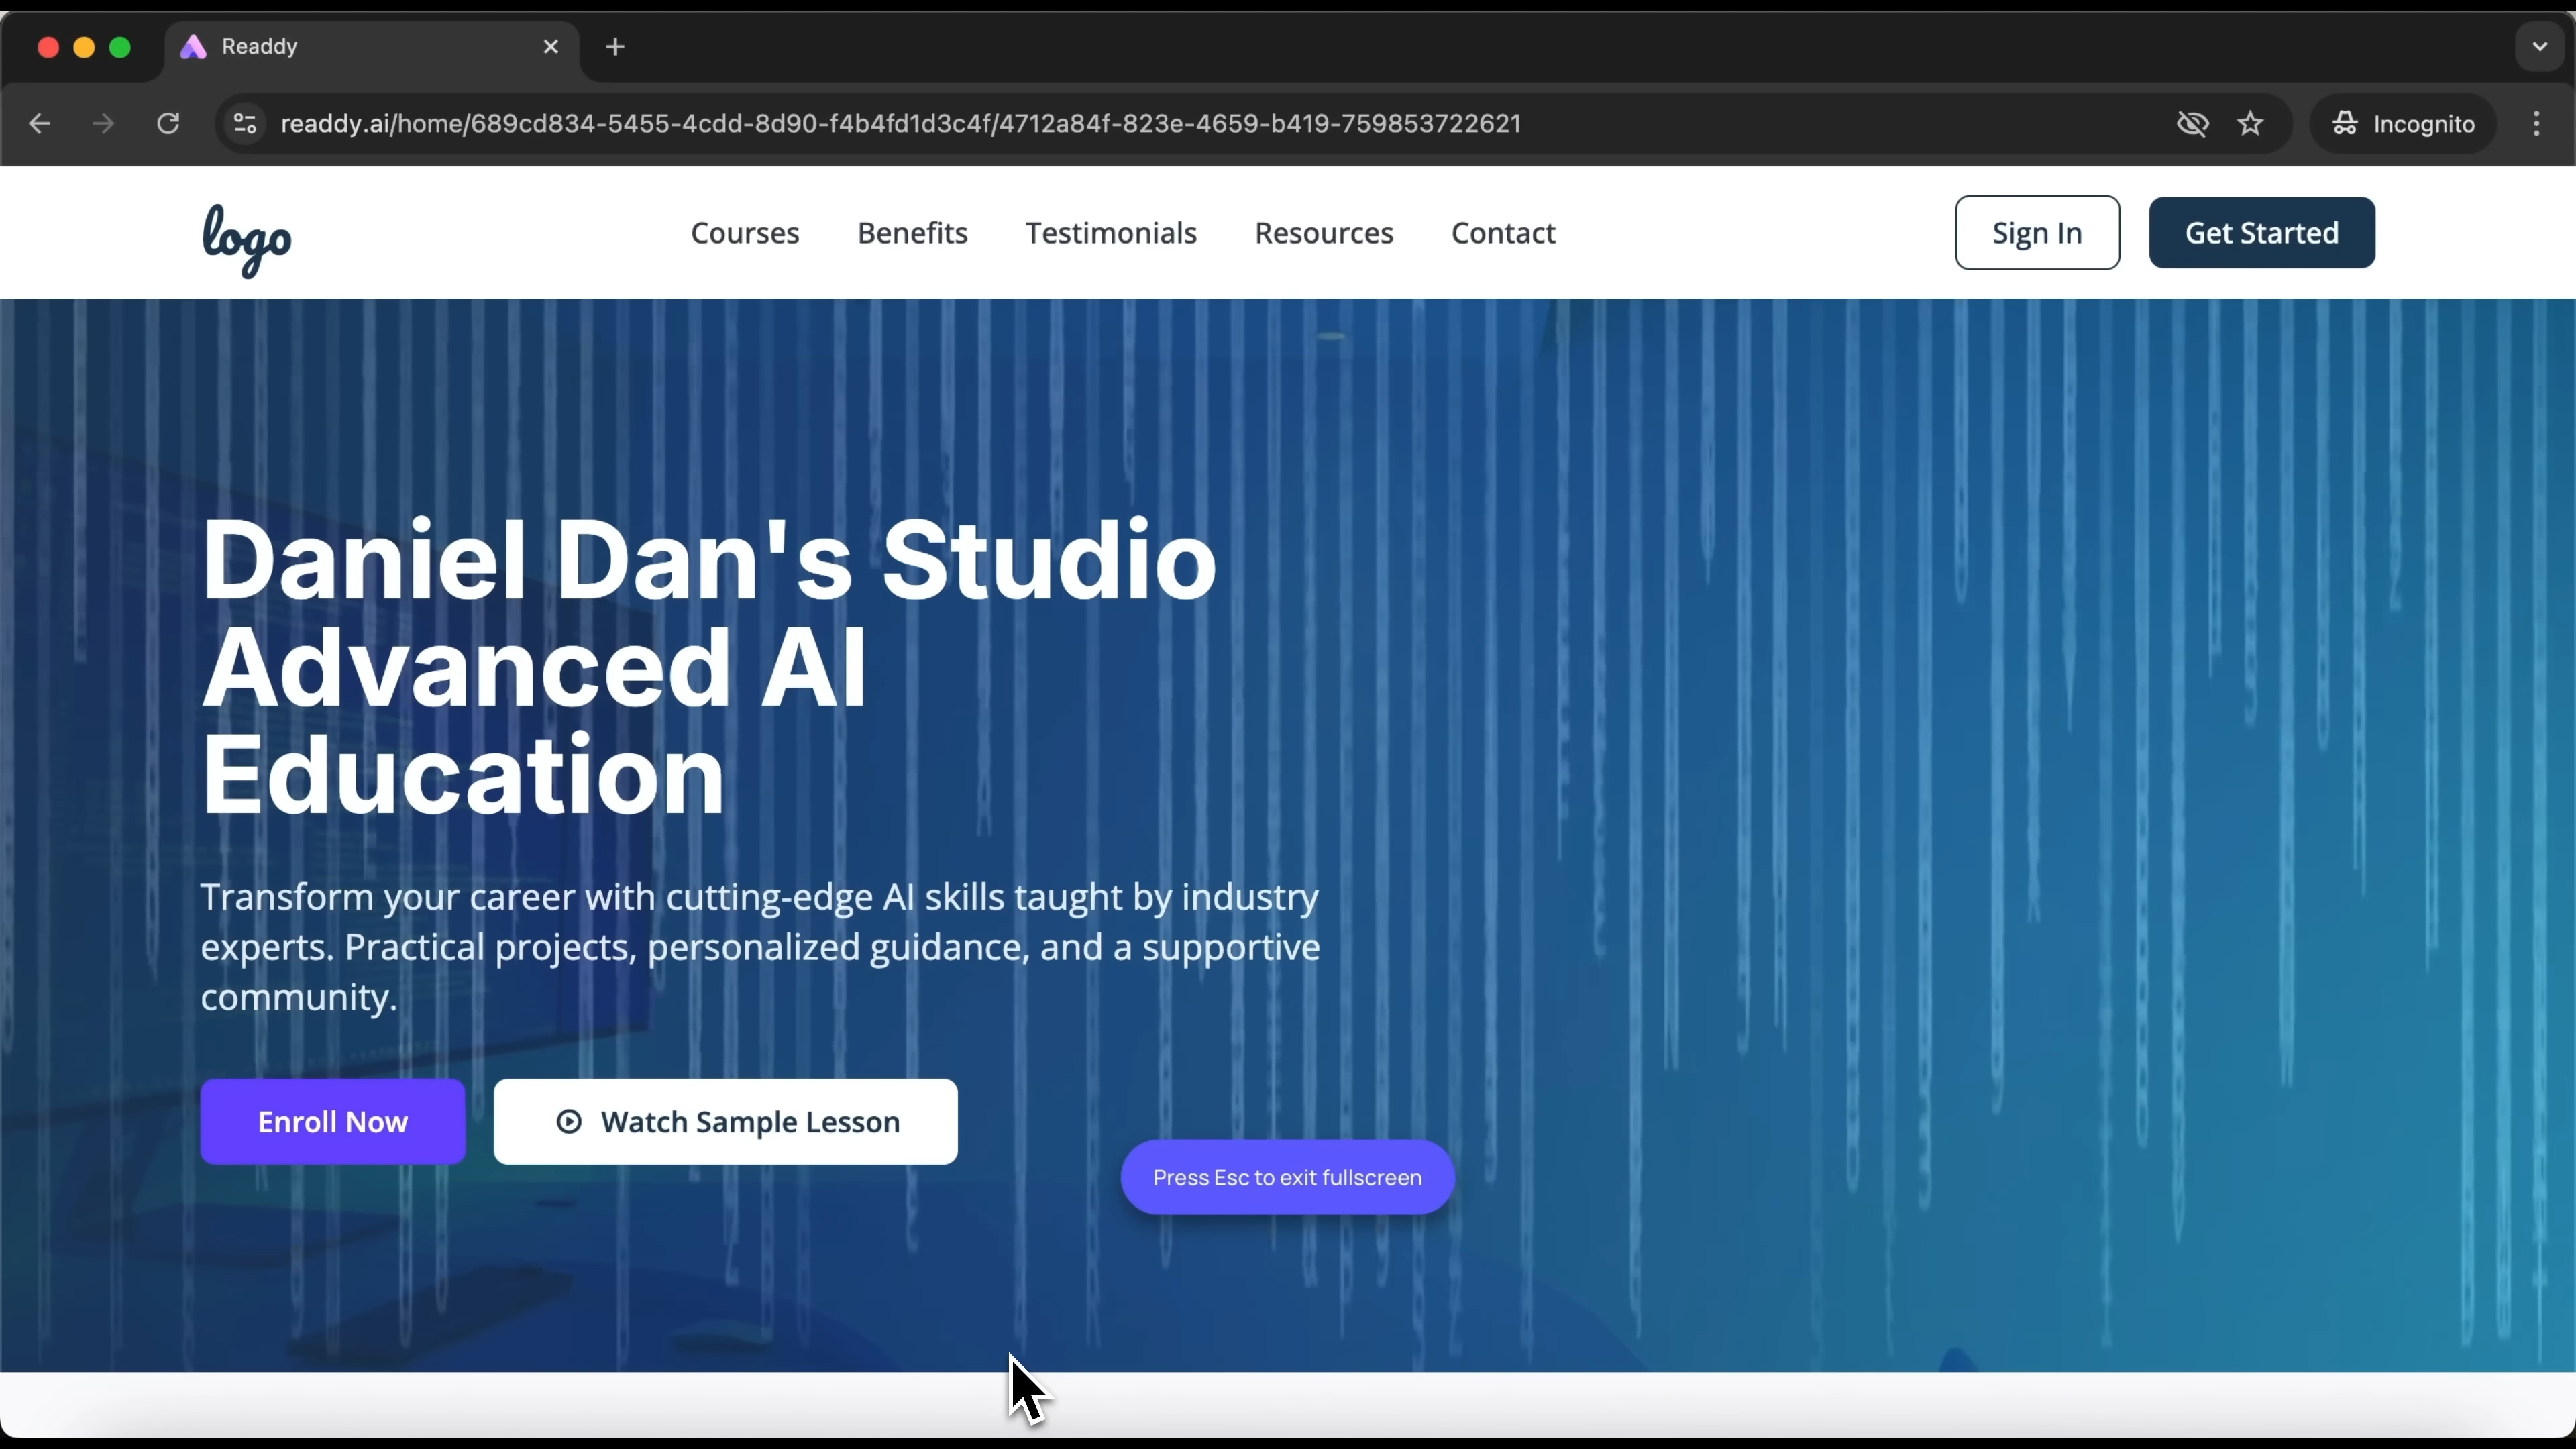 Readdy
readdy.ai/home/689cd834-5455-4cdd-8d90-f4b4fd1d3c4f/4712a84f-823e-4659-b419-759853722621
Incognito
logo
Courses
Benefits
Testimonials
Resources
Contact
Sign In
Get Started
Daniel Dan's Studio
Advanced AI
Education
Transform your career with cutting-edge AI skills taught by industry
experts. Practical projects, personalized guidance, and a supportive
community.
Enroll Now
Watch Sample Lesson
Press Esc to exit fullscreen